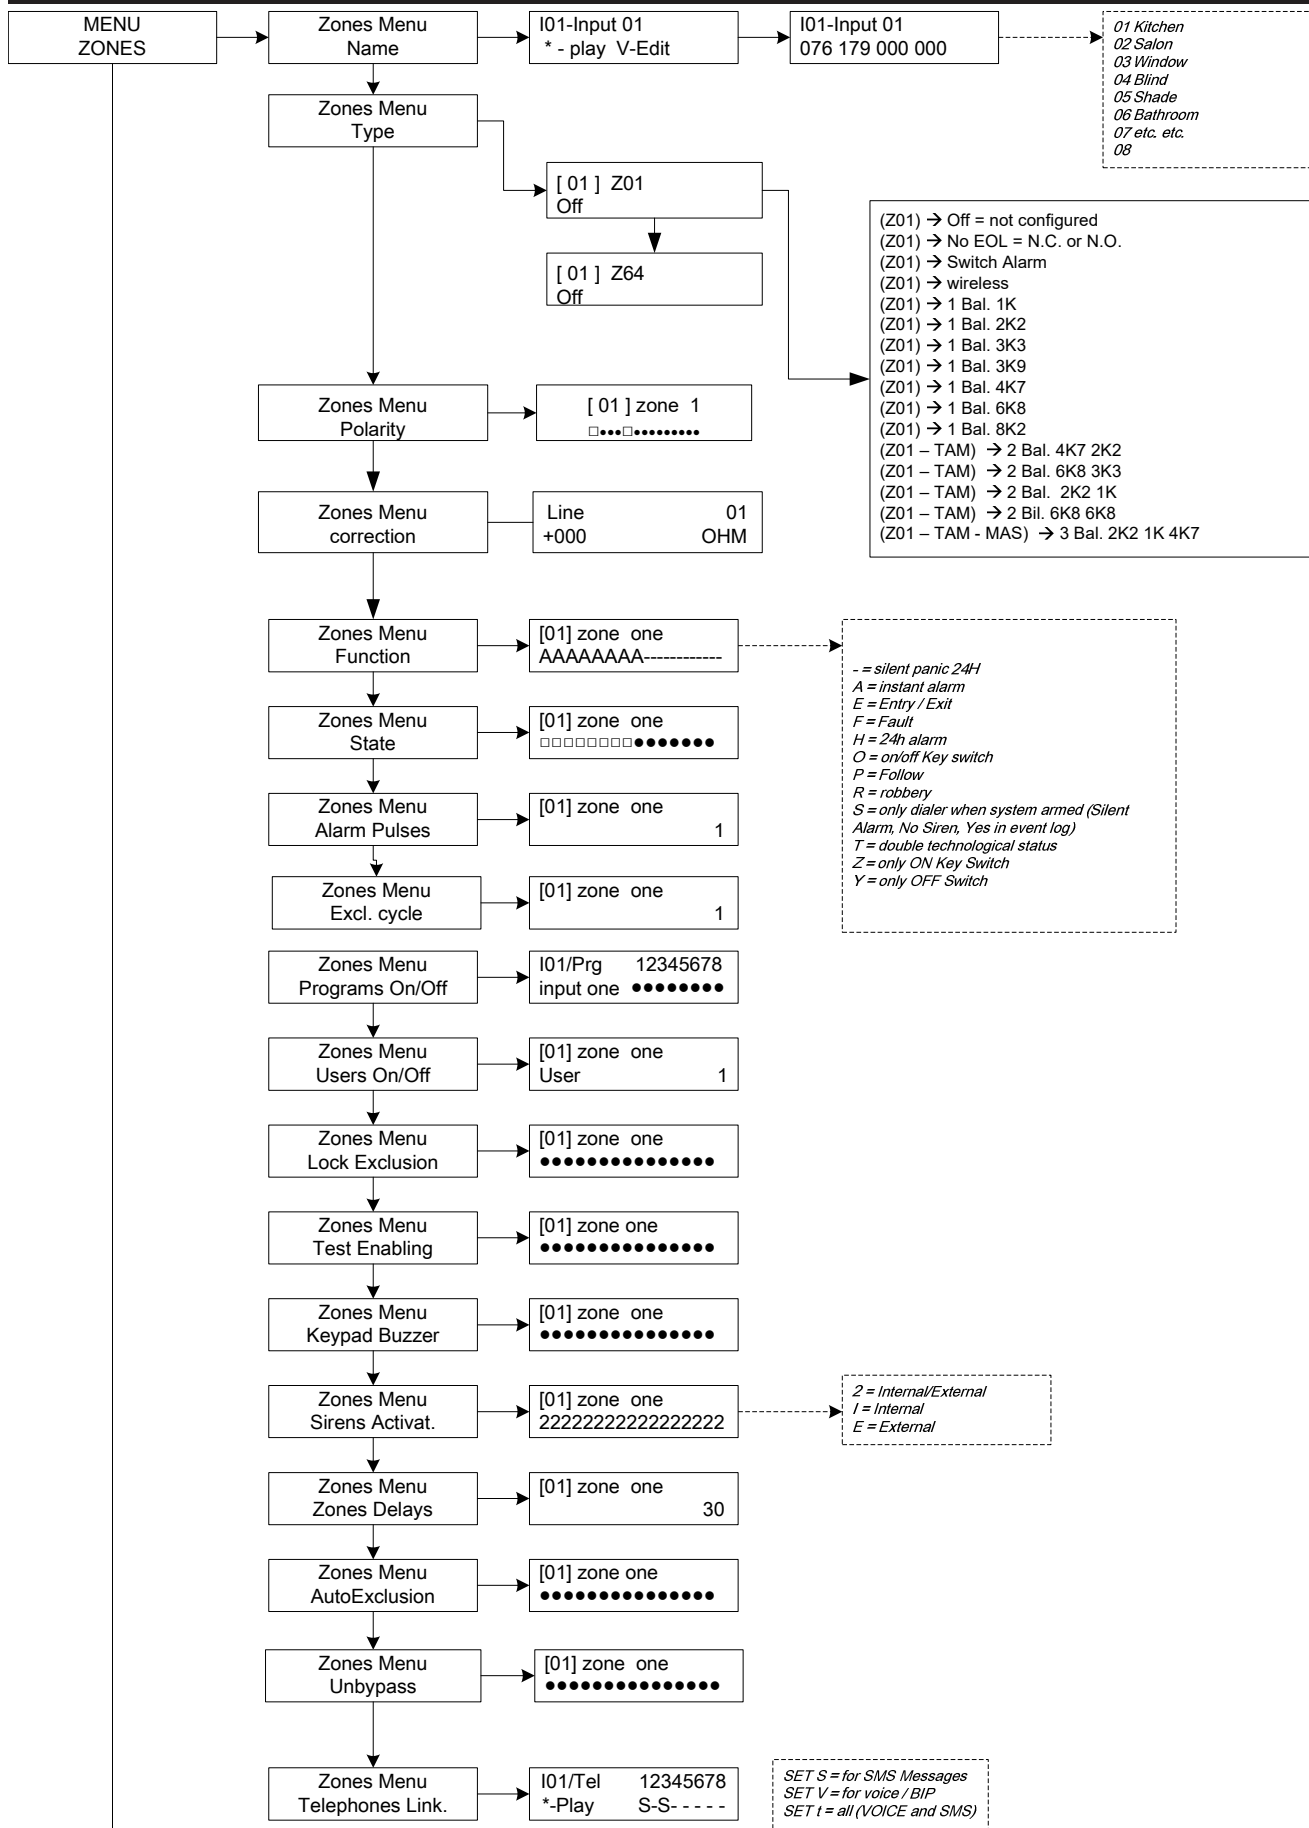 MENU
ZONES
Zones Menu
Name
I01-Input 01
* - play  V-Edit
I01-Input 01
076 179 000 000
01 Kitchen
02 Salon
03 Window
04 Blind
05 Shade
06 Bathroom
07 etc. etc.
08
Zones Menu
Type
[ 01 ]  Z01
Off
[ 01 ]  Z64
Off
(Z01) → Off = not configured
(Z01) → No EOL = N.C. or N.O.
(Z01) → Switch Alarm
(Z01) → wireless
(Z01) → 1 Bal. 1K
(Z01) → 1 Bal. 2K2
(Z01) → 1 Bal. 3K3
(Z01) → 1 Bal. 3K9
(Z01) → 1 Bal. 4K7
(Z01) → 1 Bal. 6K8
(Z01) → 1 Bal. 8K2
(Z01 – TAM)  → 2 Bal. 4K7 2K2
(Z01 – TAM)  → 2 Bal. 6K8 3K3
(Z01 – TAM)  → 2 Bal.  2K2 1K
(Z01 – TAM)  → 2 Bil. 6K8 6K8
(Z01 – TAM - MAS)  → 3 Bal. 2K2 1K 4K7
Zones Menu
Polarity
[ 01 ] zone  1
□●●●□●●●●●●●●●
Zones Menu
correction
Line 01
+000 OHM
Zones Menu
Function
[01] zone  one
AAAAAAAA------------
- = silent panic 24H
A = instant alarm
E = Entry / Exit
F = Fault
H = 24h alarm
O = on/off Key switch
P = Follow
R = robbery
S = only dialer when system armed (Silent
Alarm, No Siren, Yes in event log)
T = double technological status
Z = only ON Key Switch
Y = only OFF Switch
Zones Menu
State
[01] zone  one
□□□□□□□□●●●●●●●
Zones Menu
Alarm Pulses
[01] zone  one
1
Zones Menu
Excl. cycle
[01] zone  one
1
Zones Menu
Programs On/Off
I01/Prg 12345678
input one ●●●●●●●●
Zones Menu
Users On/Off
[01] zone  one
User 1
Zones Menu
Lock Exclusion
[01] zone  one
●●●●●●●●●●●●●●●
Zones Menu
Test Enabling
[01] zone one
●●●●●●●●●●●●●●●
Zones Menu
Keypad Buzzer
[01] zone  one
●●●●●●●●●●●●●●●
Zones Menu
Sirens Activat.
[01] zone  one
22222222222222222
2 = Internal/External
I = Internal
E = External
Zones Menu
Zones Delays
[01] zone  one
30
Zones Menu
AutoExclusion
[01] zone one
●●●●●●●●●●●●●●●
Zones Menu
Unbypass
[01] zone  one
●●●●●●●●●●●●●●●
Zones Menu
Telephones Link.
I01/Tel 12345678
*-Play S-S- - - - -
SET S = for SMS Messages
SET V = for voice / BIP
SET t = all (VOICE and SMS)